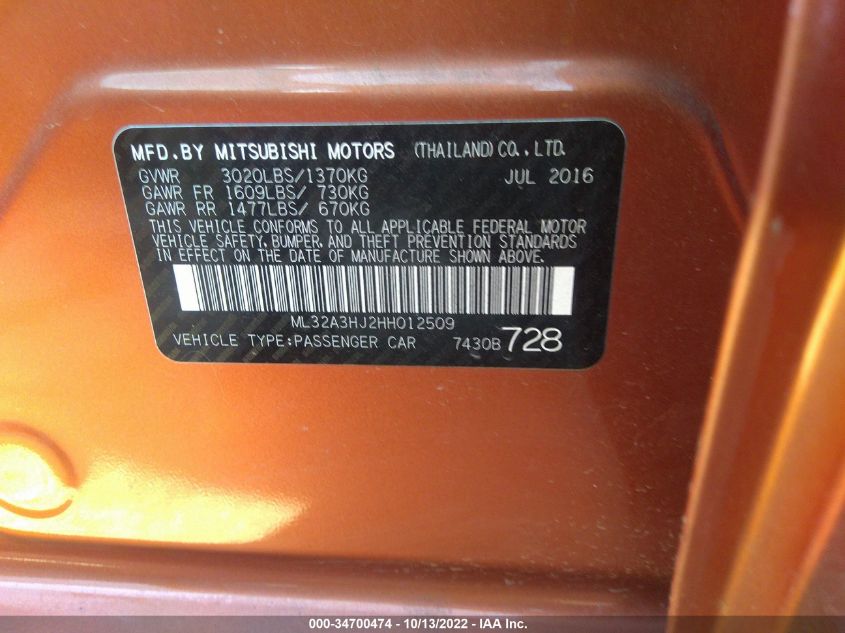 MFD.BY MITSUBISHI MOTORS (THAILAND) CO., LTD.
GVWR 3020LBS/1370KG JUL 2016
GAWR FR 1609LBS/ 730KG
GAWR RR 1477LBS/ 670KG
THIS VEHICLE CONFORMS TO ALL APPLICABLE FEDERAL MOTOR
VEHICLE SAFETY, BUMPER, AND THEFT PREVENTION STANDARDS
IN EFFECT ON THE DATE OF MANUFACTURE SHOWN ABOVE.
ML32A3HJ2HH012509
VEHICLE TYPE:PASSENGER CAR 7430B 728
000-34700474 - 10/13/2022 - IAA Inc.